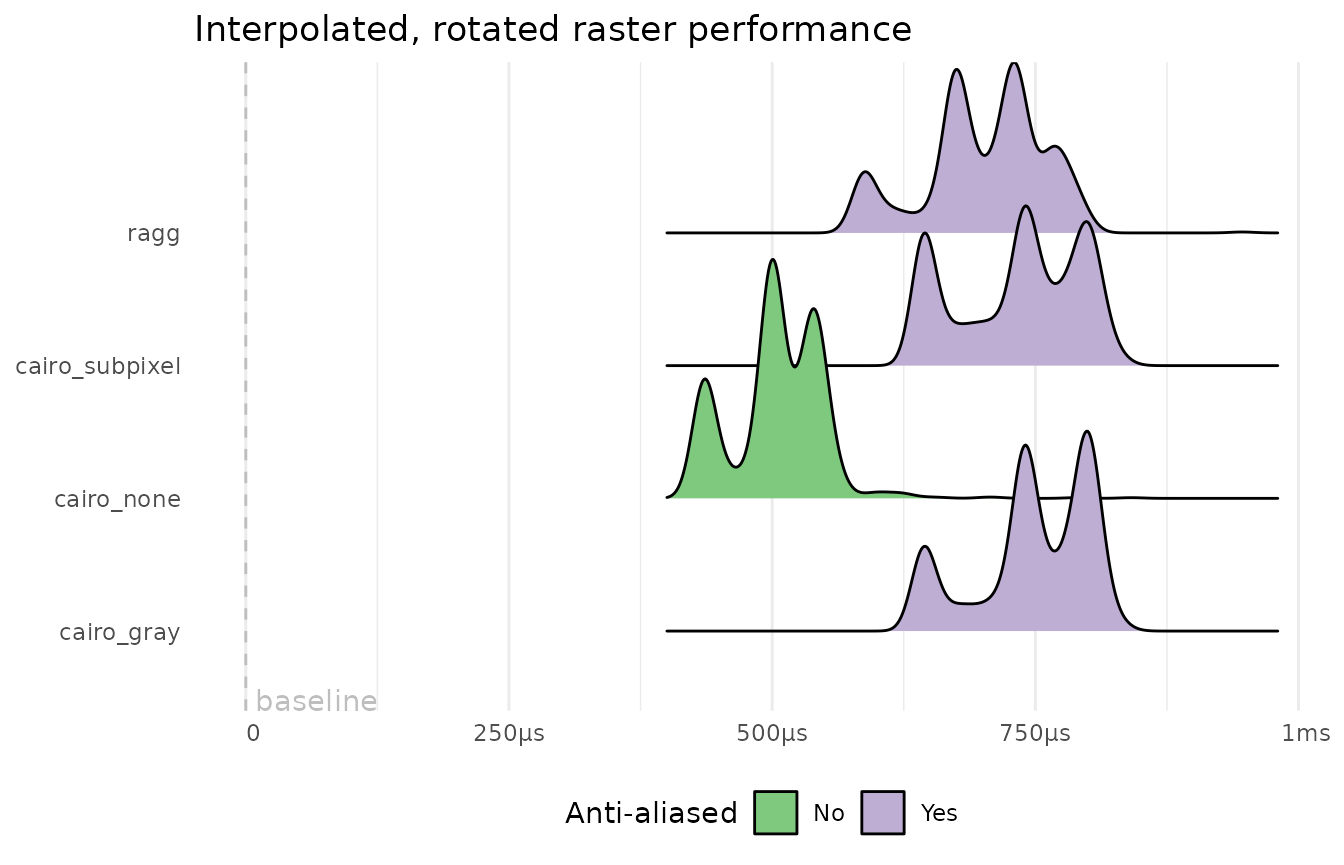 Interpolated, rotated raster performance
ragg
cairo_subpixel
cairo_none
cairo_gray
baseline
0 250µs 500µs 750µs 1ms
Anti-aliased No Yes